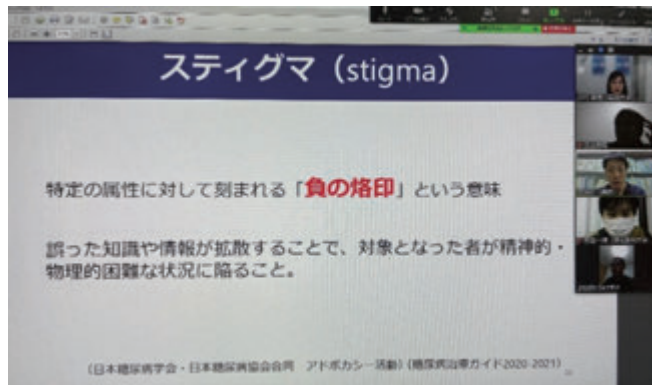 スティグマ（stigma）
特定の属性に対して刻まれる「負の烙印」という意味
誤った知識や情報が拡散することで、対象となった者が精神的・
物理的困難な状況に陥ること。
（日本糖尿病学会・日本糖尿病協会合同　アドボカシー活動）(糖尿病治療ガイド2020-2021)